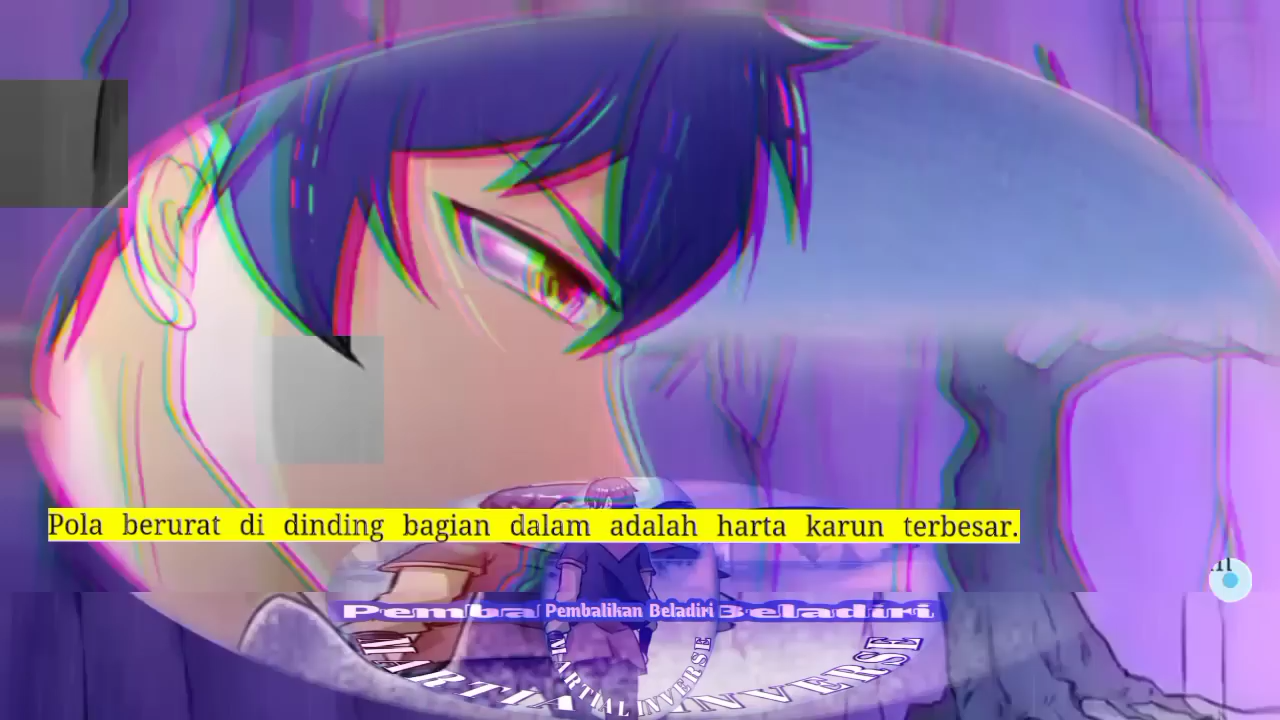 Pola berurat di dinding bagian dalam adalah harta karun terbesar.
Pembalikan Beladiri
MARTIAL INVERSE